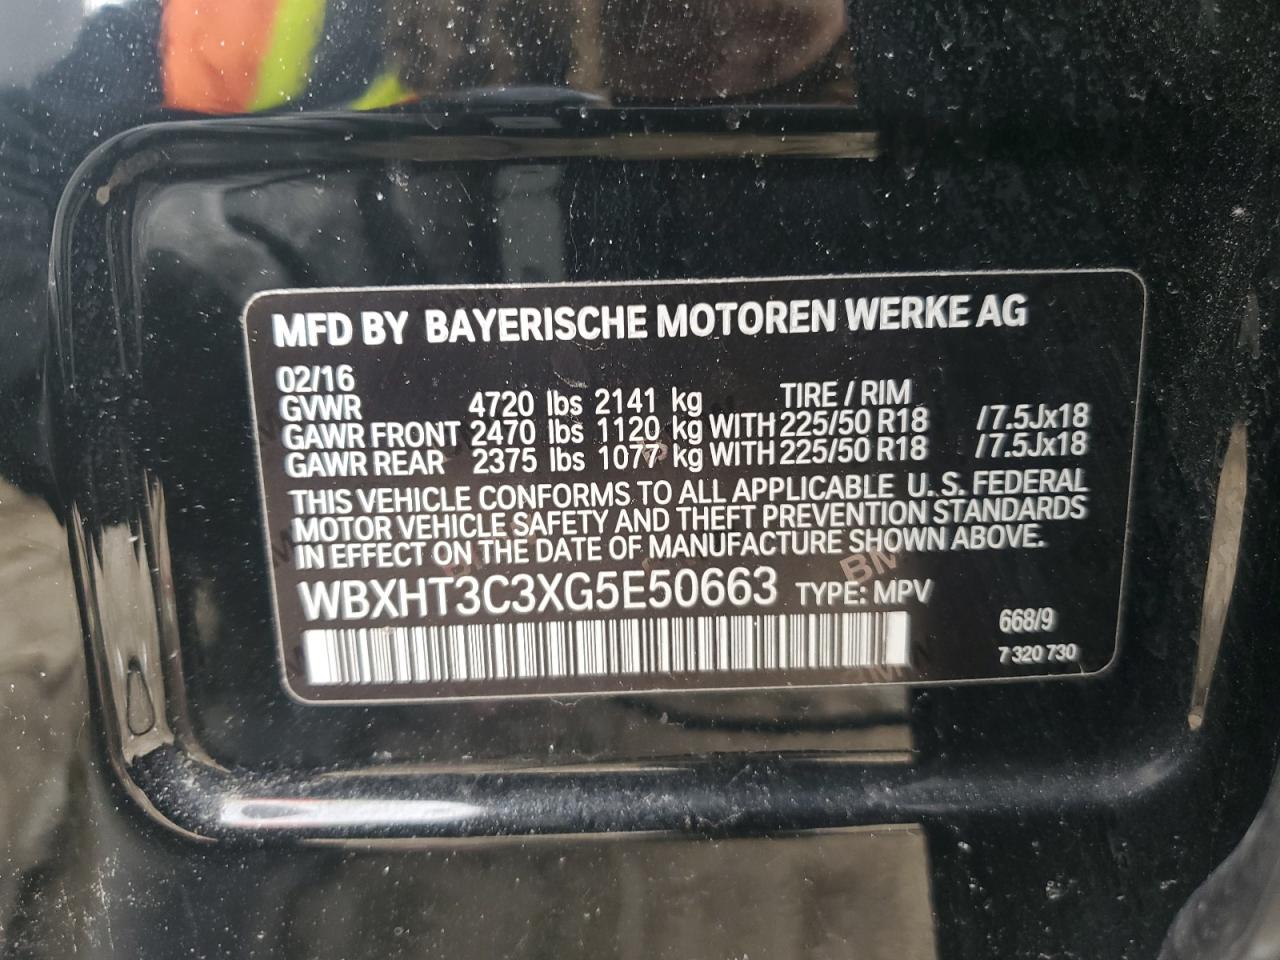 MFD BY BAYERISCHE MOTOREN WERKE AG
02/16 TIRE / RIM
GVWR 4720 lbs 2141 kg
GAWR FRONT 2470 lbs 1120 kg WITH 225/50 R18 /7.5Jx18
GAWR REAR 2375 lbs 1077 kg WITH 225/50 R18 /7.5Jx18
THIS VEHICLE CONFORMS TO ALL APPLICABLE U.S. FEDERAL
MOTOR VEHICLE SAFETY AND THEFT PREVENTION STANDARDS
IN EFFECT ON THE DATE OF MANUFACTURE SHOWN ABOVE.
WBXHT3C3XG5E50663 TYPE: MPV
668/9
7 320 730